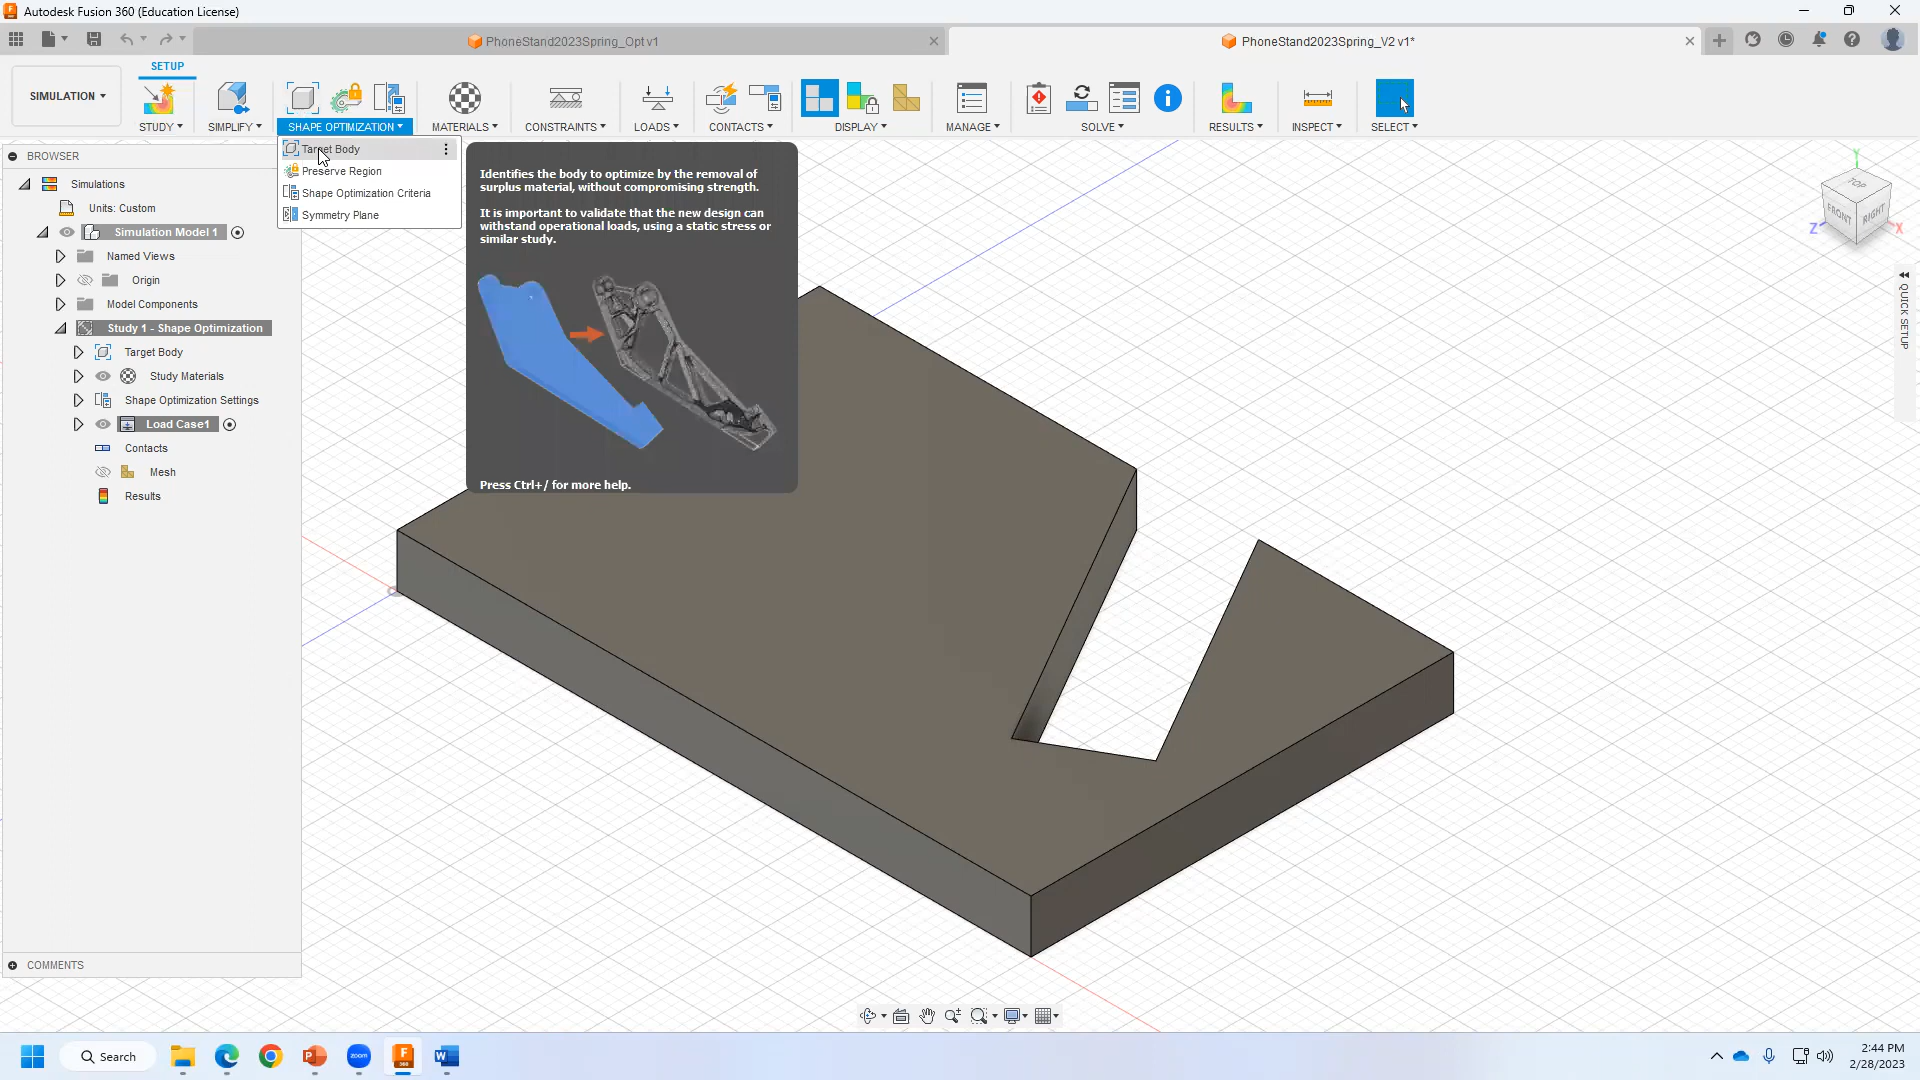 Autodesk Fusion 360 (Education License)
PhoneStand2023Spring_Opt v1
PhoneStand2023Spring_V2 v1*
SETUP
SIMULATION
STUDY
SIMPLIFY
SHAPE OPTIMIZATION
MATERIALS
CONSTRAINTS
LOADS
CONTACTS
DISPLAY
MANAGE
SOLVE
RESULTS
INSPECT
SELECT
BROWSER
Simulations
Units: Custom
Simulation Model 1
Named Views
Origin
Model Components
Study 1 - Shape Optimization
Target Body
Study Materials
Shape Optimization Settings
Load Case1
Contacts
Mesh
Results
Target Body
Preserve Region
Shape Optimization Criteria
Symmetry Plane
Identifies the body to optimize by the removal of
surplus material, without compromising strength.
It is important to validate that the new design can
withstand operational loads, using a static stress or
similar study.
Press Ctrl+/ for more help.
Y
TOP
FRONT
RIGHT
Z
X
QUICK SETUP
COMMENTS
Search
2:44 PM
2/28/2023